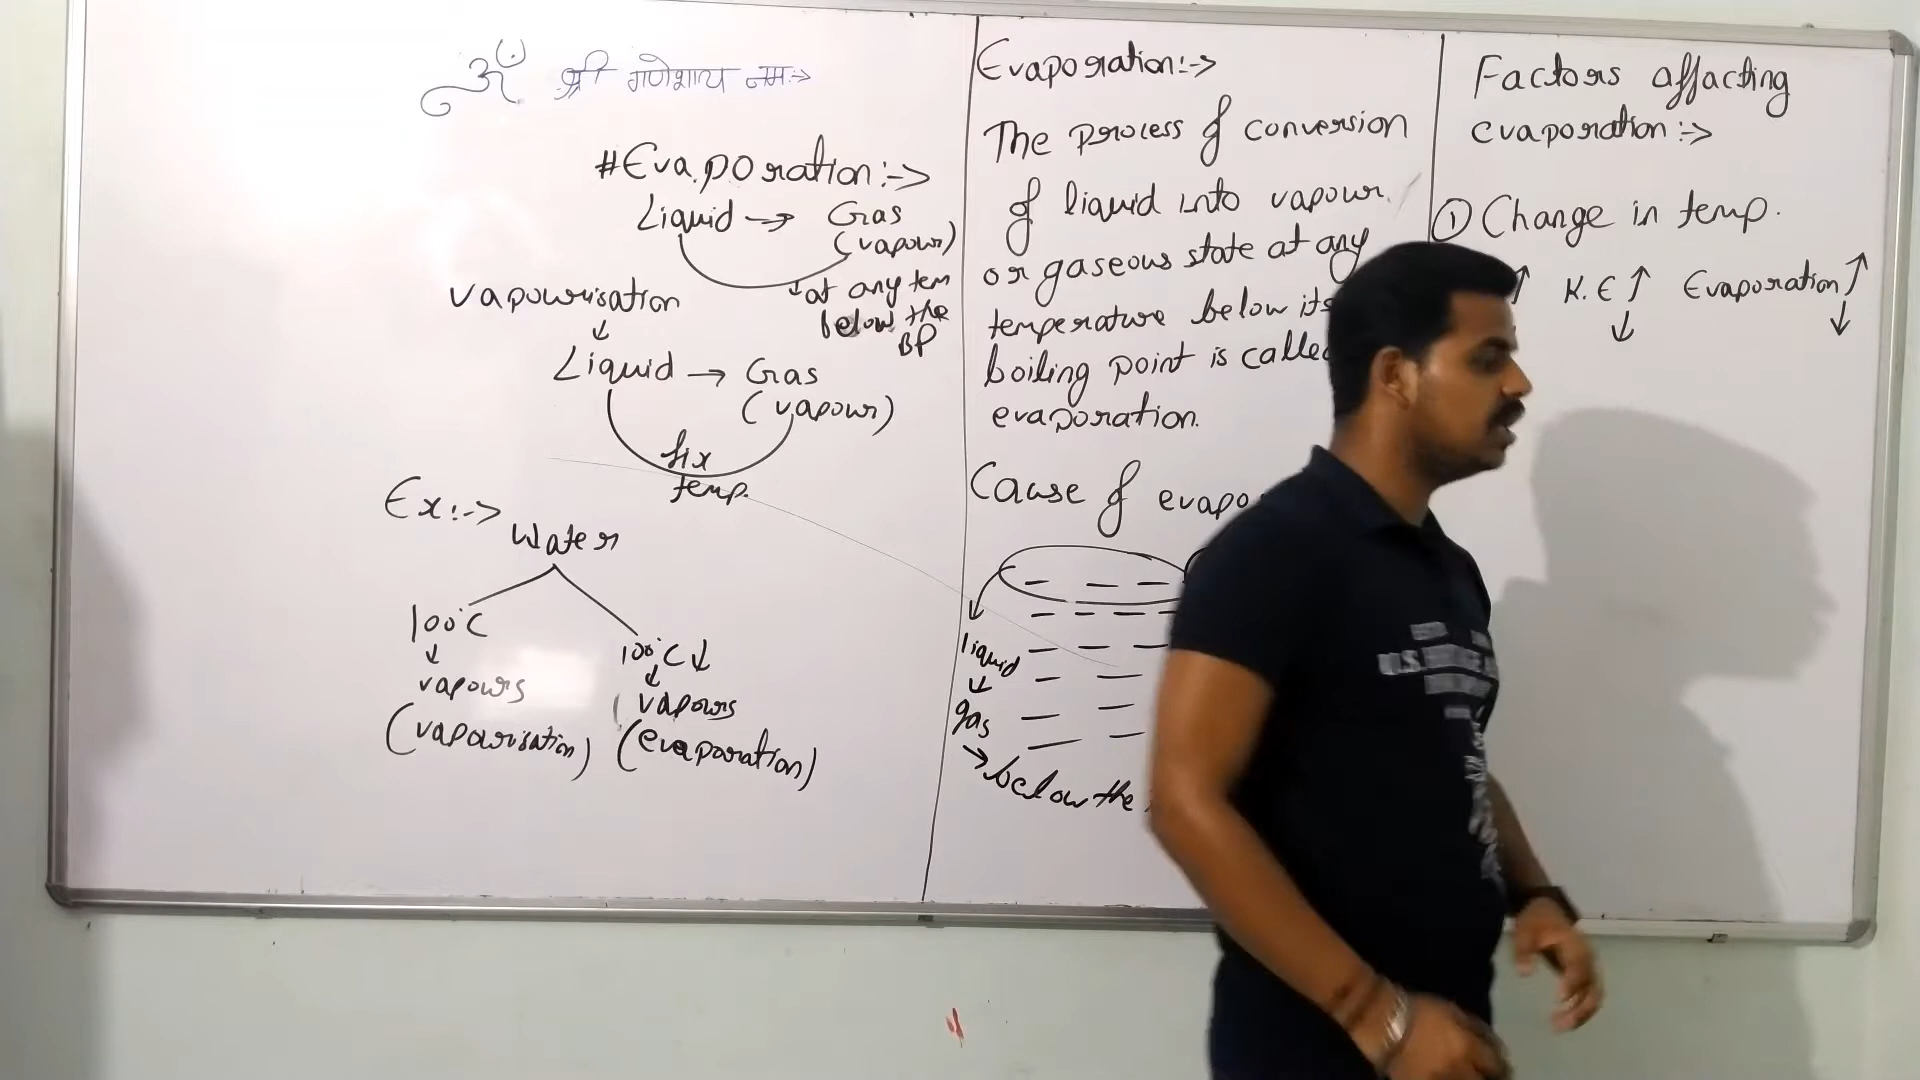 ॐ श्री गणेशाय नमः->
#Evaporation:->
Liquid -> Gas
(vapour)
at any tem
below the
BP
vapourisation
↓
Liquid -> Gas
(vapour)
fix
temp.
Ex:->
Water
100°C
↓
vapours
(vapourisation)
100°C↓
↓
vapours
(evaporation)
Evaporation:->
The process of conversion
of liquid into vapour
or gaseous state at any
temperature below its
boiling point is called
evaporation.
Cause of evapo
liquid
↓
gas
-> below the
Factors affacting
evaporation:->
① Change in temp.
↑ K.E↑ Evaporation↑
↓ ↓